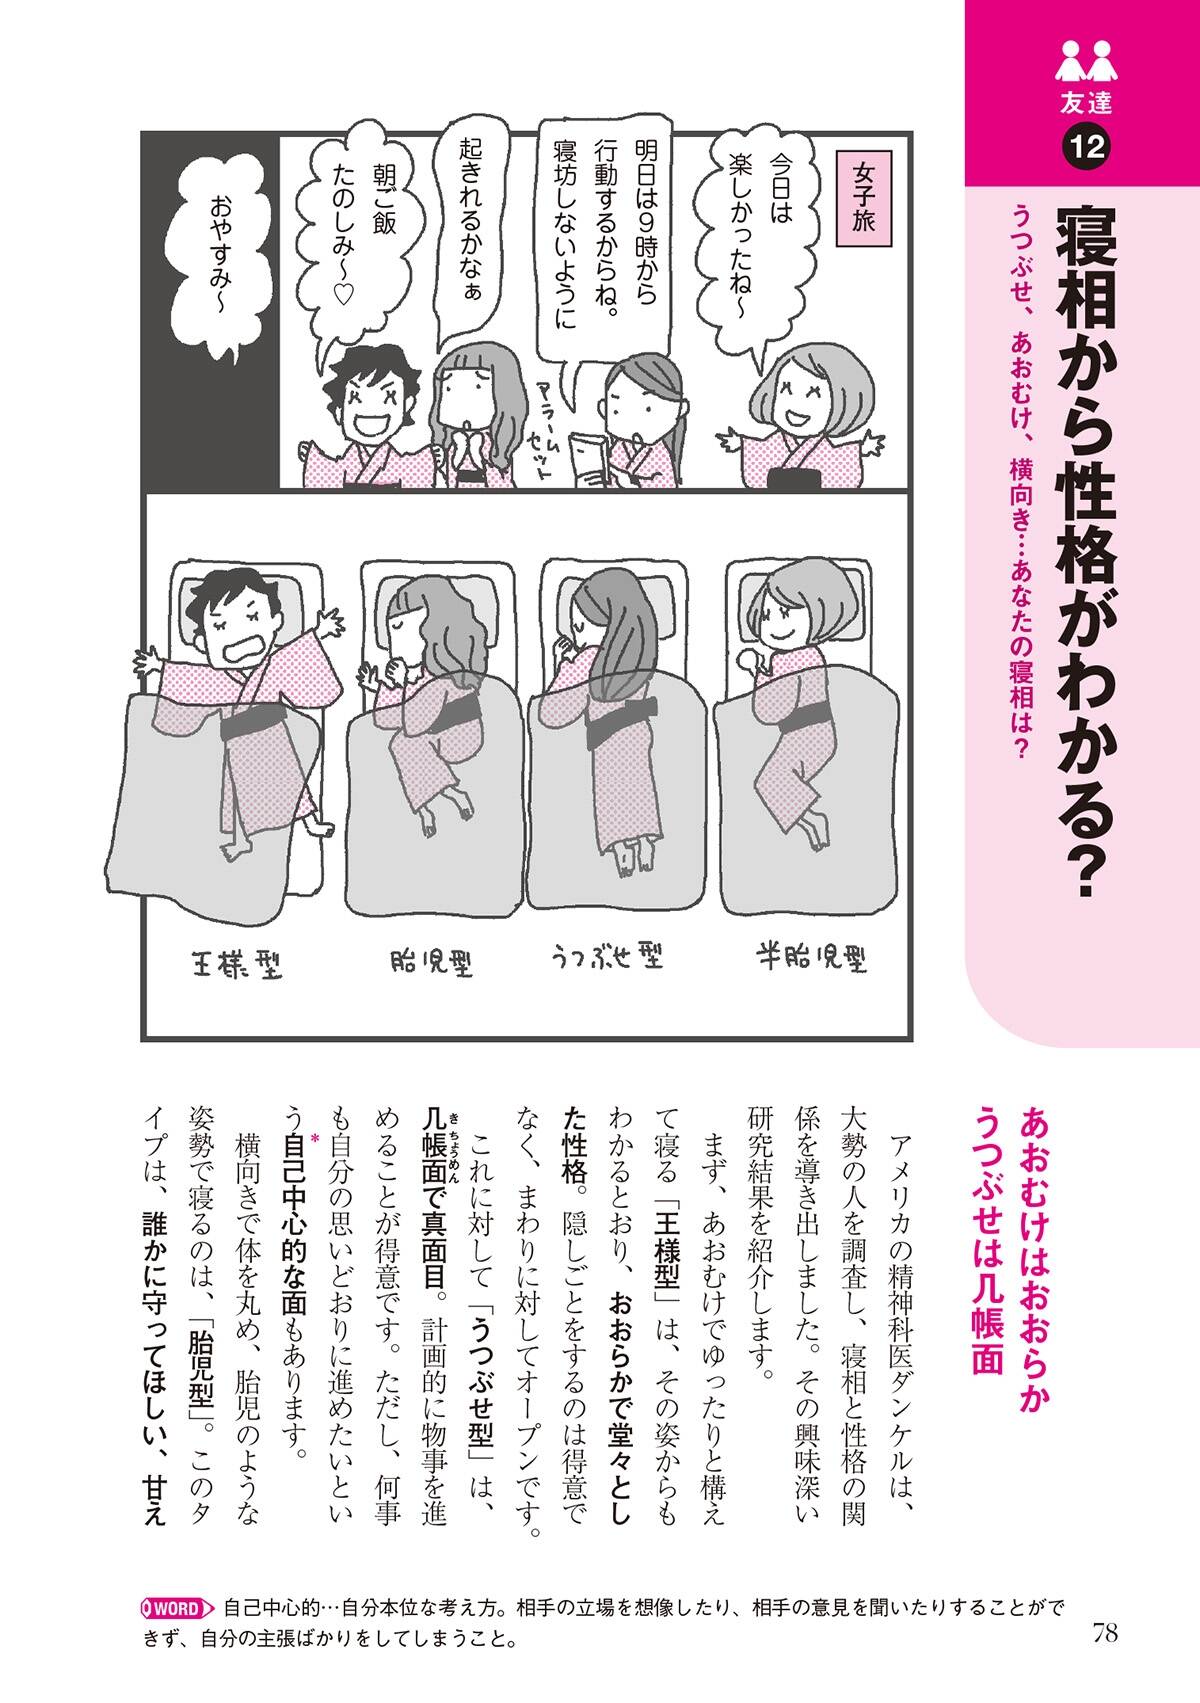 友達
12
寝相から性格がわかる？
うつぶせ、あおむけ、横向き…あなたの寝相は？
女子旅
今日は
楽しかったね～
明日は9時から
行動するからね。
寝坊しないように
アラーム
セット
起きれるかなぁ
朝ご飯
たのしみ～♡
おやすみ～
半胎児型
うつぶせ型
胎児型
王様型
あおむけはおおらか
うつぶせは几帳面
アメリカの精神科医ダンケルは、
大勢の人を調査し、寝相と性格の関
係を導き出しました。その興味深い
研究結果を紹介します。
まず、あおむけでゆったりと構え
て寝る「王様型」は、その姿からも
わかるとおり、おおらかで堂々とし
た性格。隠しごとをするのは得意で
なく、まわりに対してオープンです。
これに対して「うつぶせ型」は、
几帳面で真面目。計画的に物事を進
きちょうめん
めることが得意です。ただし、何事
も自分の思いどおりに進めたいとい
う自己中心的な面もあります。
*
横向きで体を丸め、胎児のような
姿勢で寝るのは、「胎児型」。このタ
イプは、誰かに守ってほしい、甘え
WORD 自己中心的…自分本位な考え方。相手の立場を想像したり、相手の意見を聞いたりすることがで
きず、自分の主張ばかりをしてしまうこと。
78